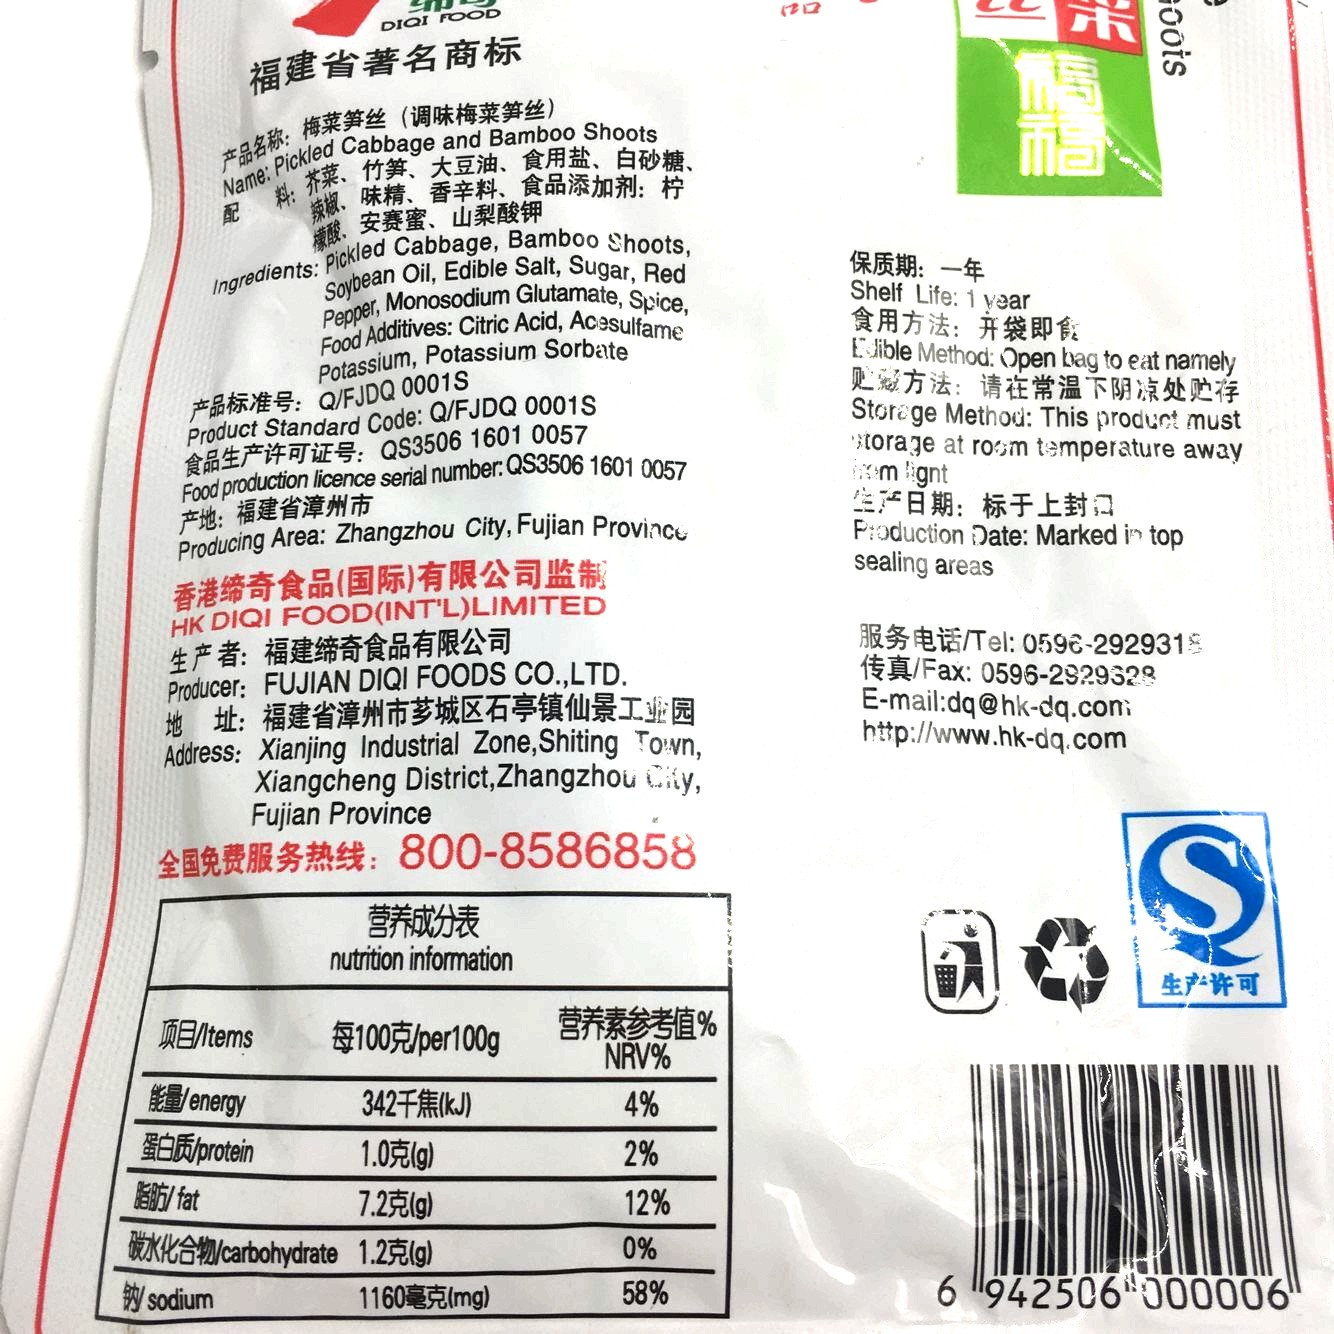 DIQI FOOD
福建省著名商标
产品名称: 梅菜笋丝（调味梅菜笋丝）
Name: Pickled Cabbage and Bamboo Shoots
配 料: 芥菜、竹笋、大豆油、食用盐、白砂糖、
辣椒、味精、香辛料、食品添加剂: 柠
檬酸、安赛蜜、山梨酸钾
Ingredients: Pickled Cabbage, Bamboo Shoots,
Soybean Oil, Edible Salt, Sugar, Red
Pepper, Monosodium Glutamate, Spice,
Food Additives: Citric Acid, Acesulfame
Potassium, Potassium Sorbate
产品标准号: Q/FJDQ 0001S
Product Standard Code: Q/FJDQ 0001S
食品生产许可证号: QS3506 1601 0057
Food production licence serial number: QS3506 1601 0057
产地: 福建省漳州市
Producing Area: Zhangzhou City, Fujian Province
香港缔奇食品(国际)有限公司监制
HK DIQI FOOD(INT'L)LIMITED
生产者: 福建缔奇食品有限公司
Producer: FUJIAN DIQI FOODS CO.,LTD.
地 址: 福建省漳州市芗城区石亭镇仙景工业园
Address: Xianjing Industrial Zone,Shiting Town,
Xiangcheng District,Zhangzhou City,
Fujian Province
全国免费服务热线: 800-8586858
营养成分表
nutrition information
项目/Items 每100克/per100g 营养素参考值%
NRV%
能量/energy 342千焦(kJ) 4%
蛋白质/protein 1.0克(g) 2%
脂肪/fat 7.2克(g) 12%
碳水化合物/carbohydrate 1.2克(g) 0%
钠/sodium 1160毫克(mg) 58%
品
丝菜
福
福
oots
保质期: 一年
Shelf Life: 1 year
食用方法: 开袋即食
Edible Method: Open bag to eat namely
贮藏方法: 请在常温下阴凉处贮存
Storage Method: This product must
storage at room temperature away
from light
生产日期: 标于上封口
Production Date: Marked in top
sealing areas
服务电话/Tel: 0596-2929318
传真/Fax: 0596-2929328
E-mail:dq@hk-dq.com
http://www.hk-dq.com
生产许可
6 942506 000006